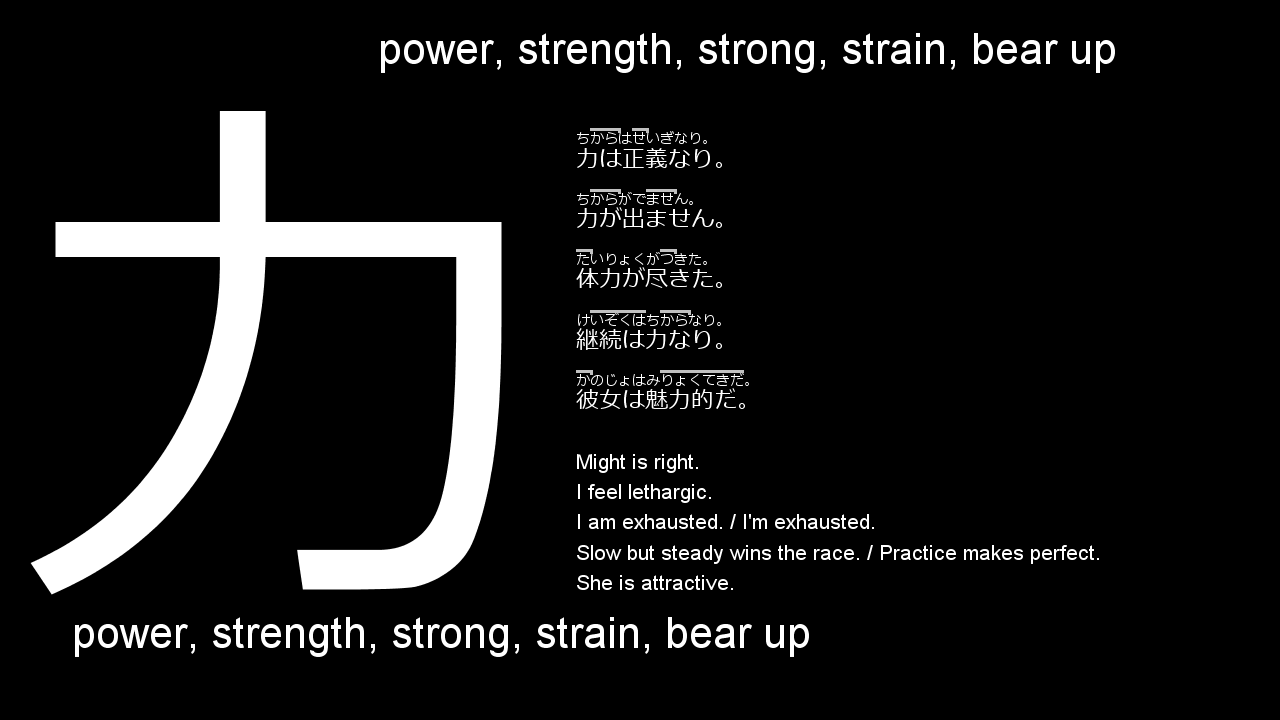 power, strength, strong, strain, bear up
力
ちからはせいぎなり。
力は正義なり。
ちからがでません。
力が出ません。
たいりょくがつきた。
体力が尽きた。
けいぞくはちからなり。
継続は力なり。
かのじょはみりょくてきだ。
彼女は魅力的だ。
Might is right.
I feel lethargic.
I am exhausted. / I'm exhausted.
Slow but steady wins the race. / Practice makes perfect.
She is attractive.
power, strength, strong, strain, bear up